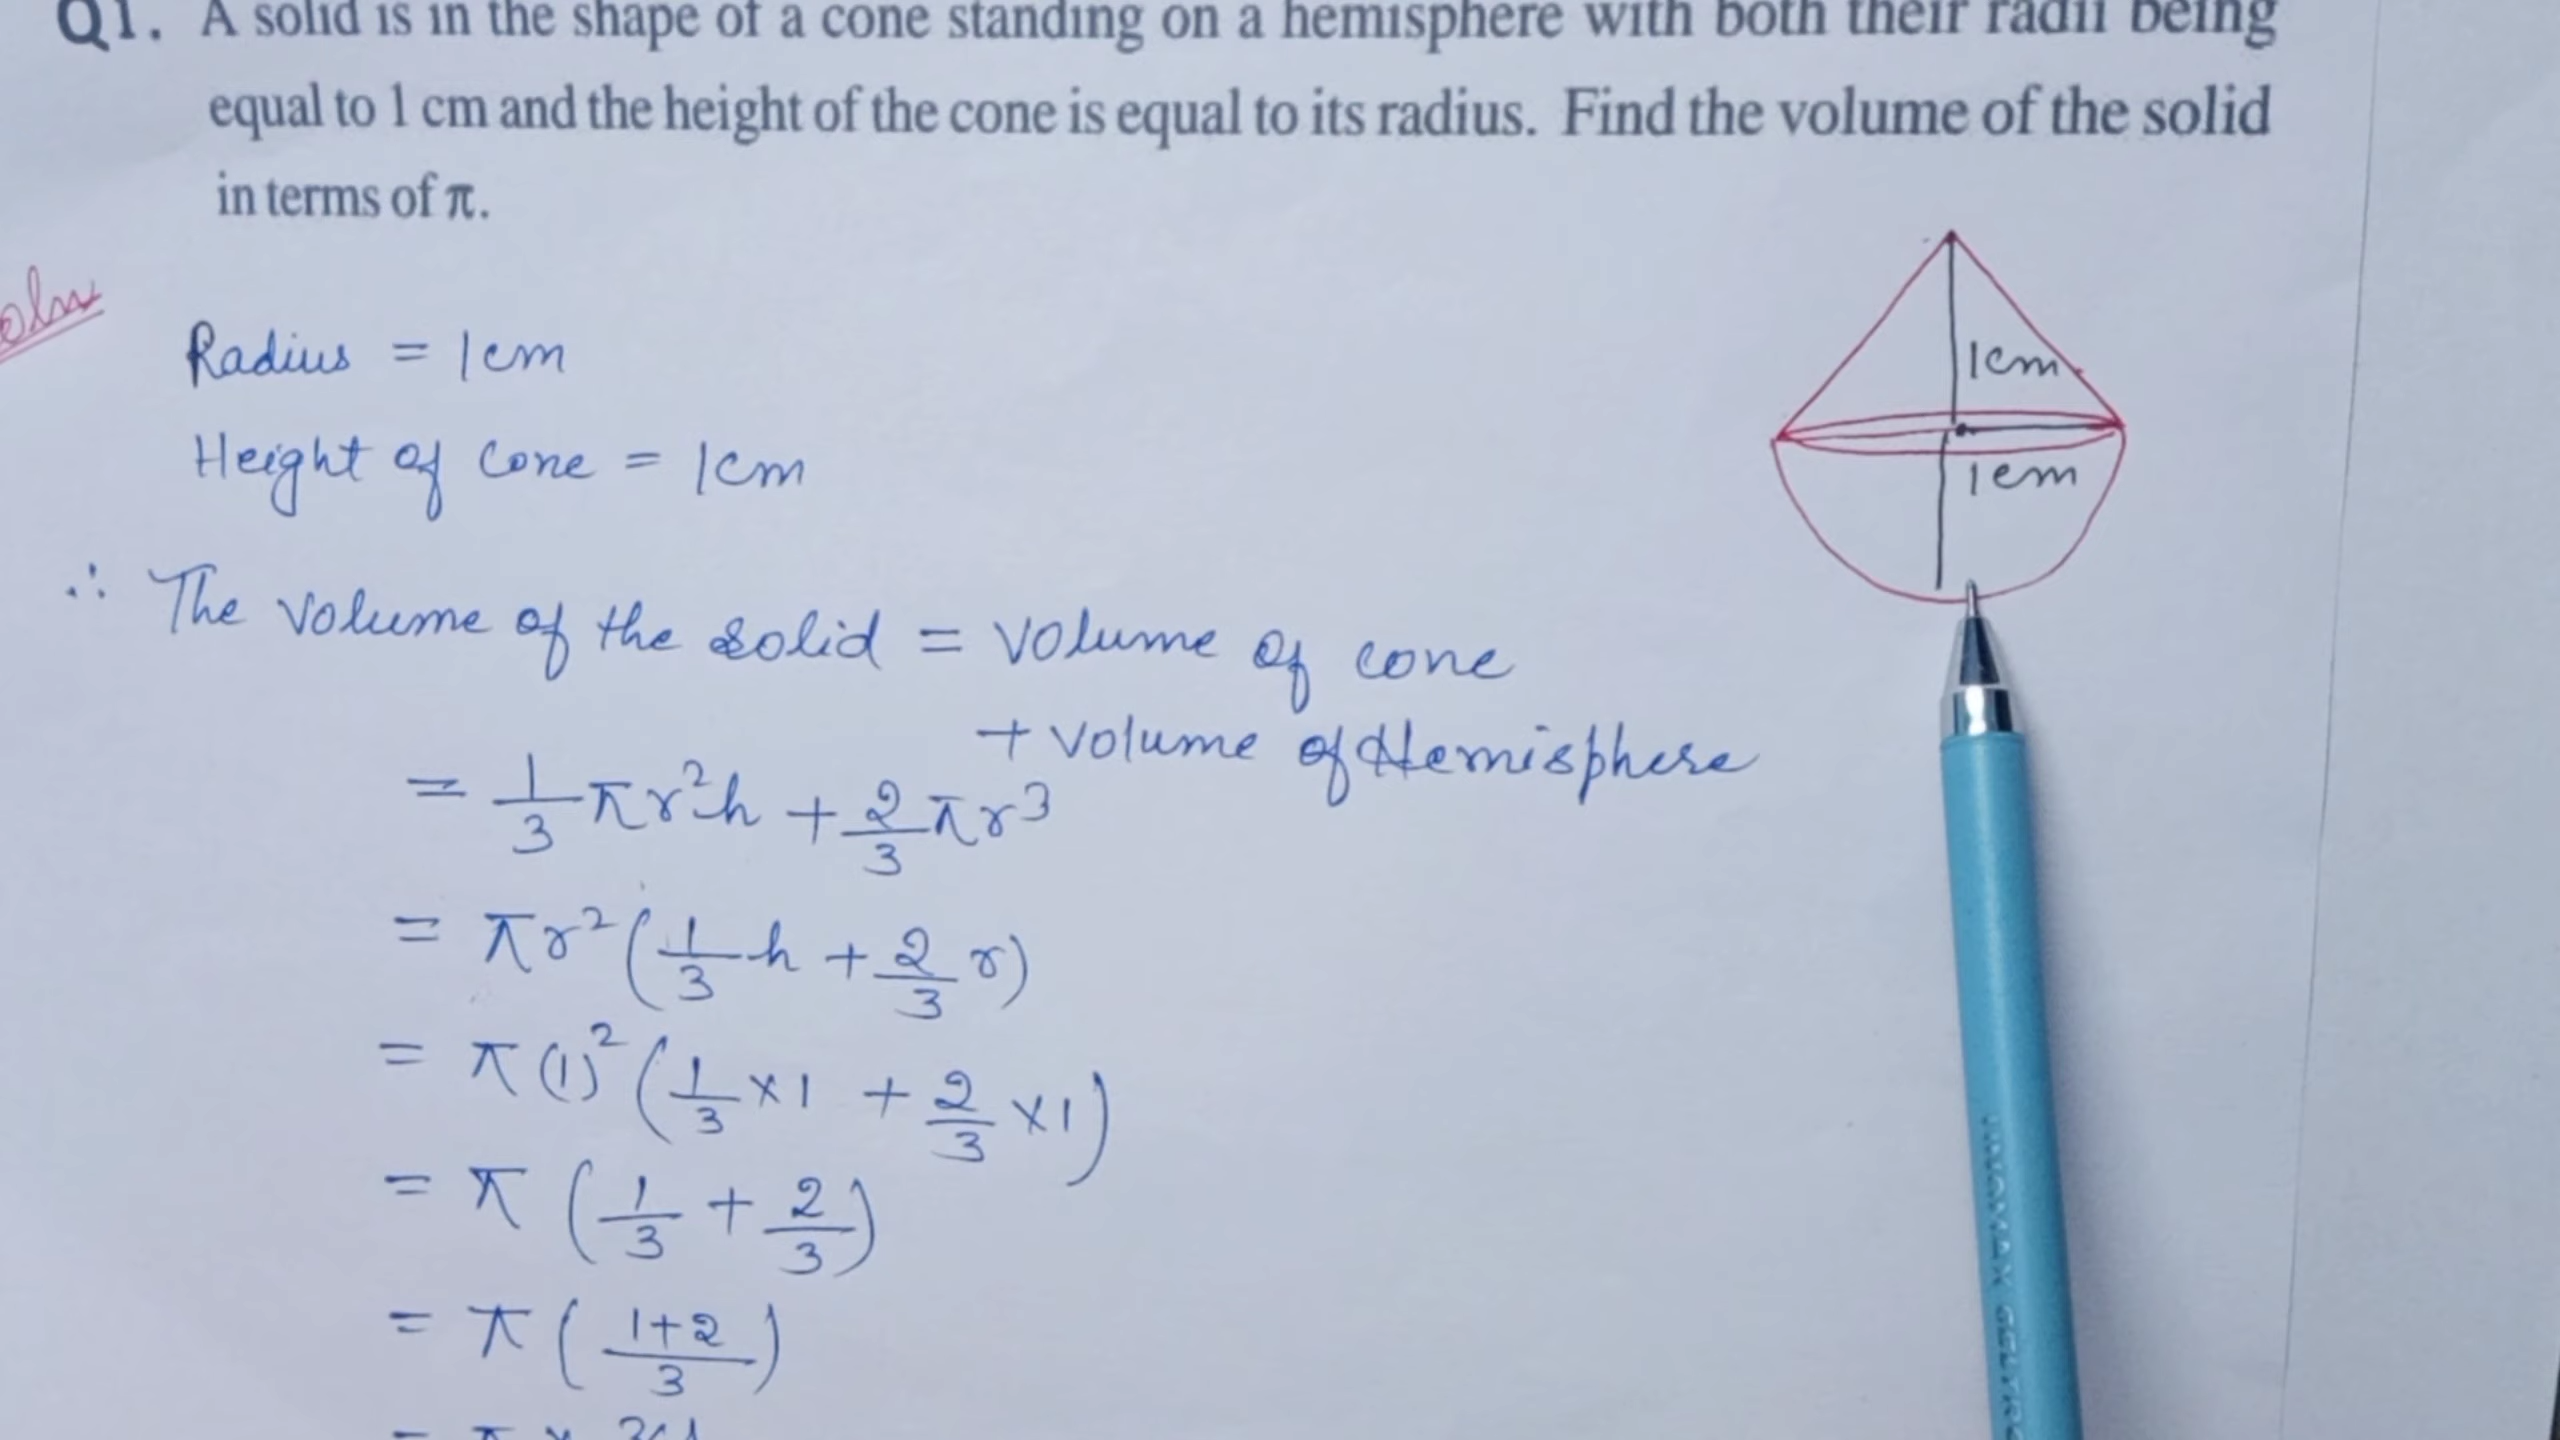 Q1. A solid is in the shape of a cone standing on a hemisphere with both their radii being
equal to 1 cm and the height of the cone is equal to its radius. Find the volume of the solid
in terms of π.
oln
Radius = 1cm
Height of cone = 1cm
∴ The volume of the solid = volume of cone
+ volume of Hemisphere
= 1/3 πr²h + 2/3 πr³
= πr² (1/3 h + 2/3 r)
= π (1)² (1/3 ×1 + 2/3 ×1)
= π (1/3 + 2/3)
= π ((1+2)/3)
= π ×
1cm
1cm